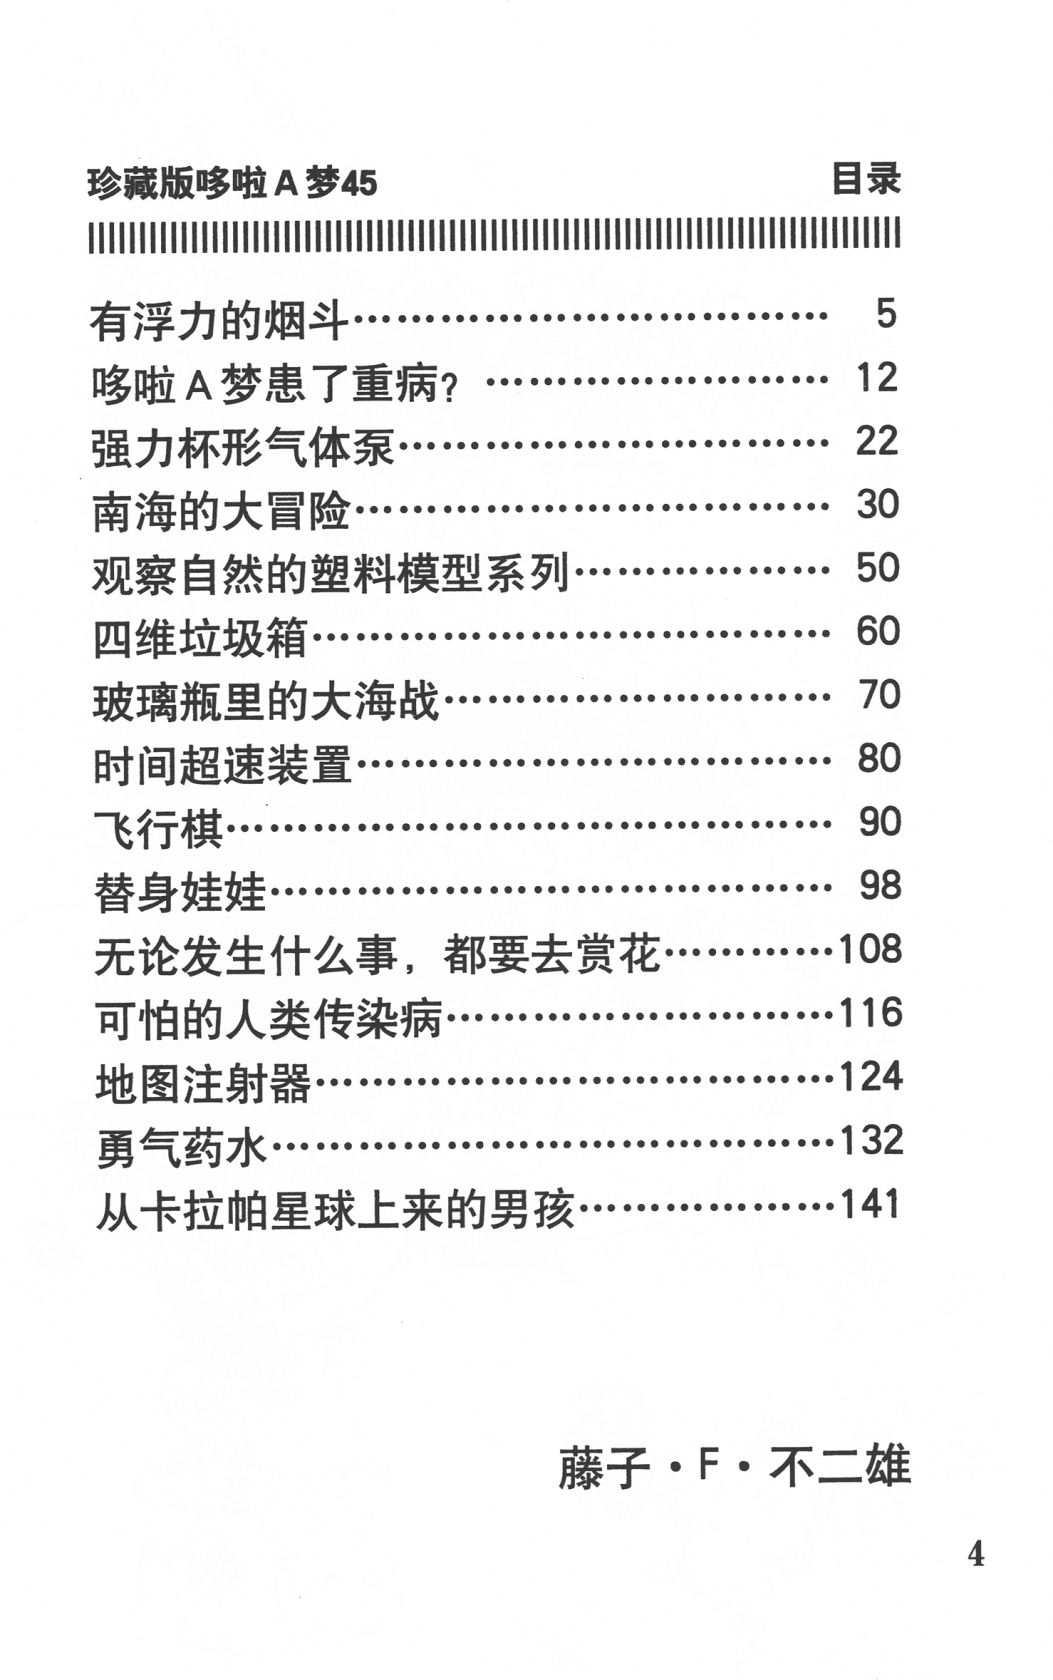 珍藏版哆啦A梦45 目录
有浮力的烟斗…………………………… 5
哆啦A梦患了重病？…………………… 12
强力杯形气体泵………………………… 22
南海的大冒险…………………………… 30
观察自然的塑料模型系列……………… 50
四维垃圾箱……………………………… 60
玻璃瓶里的大海战……………………… 70
时间超速装置…………………………… 80
飞行棋…………………………………… 90
替身娃娃………………………………… 98
无论发生什么事，都要去赏花…………108
可怕的人类传染病………………………116
地图注射器………………………………124
勇气药水…………………………………132
从卡拉帕星球上来的男孩………………141
藤子·F·不二雄
4